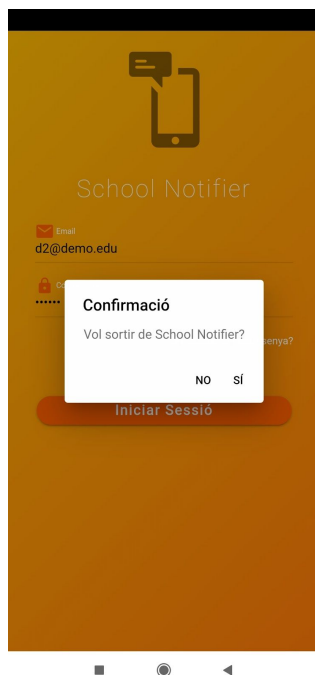 School Notifier
Email
d2@demo.edu
Confirmació
Vol sortir de School Notifier?
NO SÍ
Iniciar Sessió